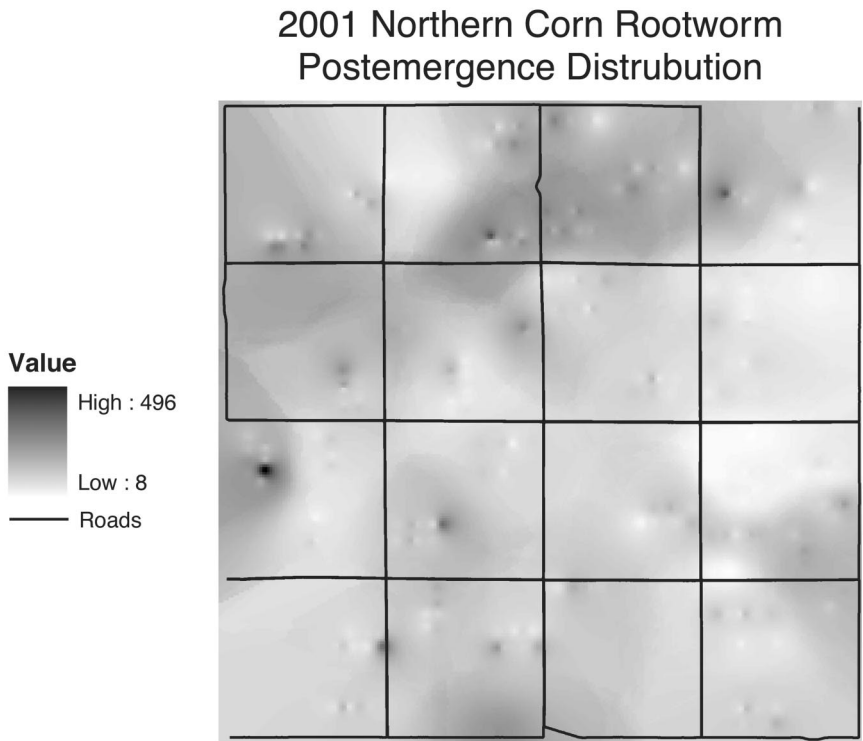 2001 Northern Corn Rootworm
Postemergence Distrubution
Value
High : 496
Low : 8
Roads